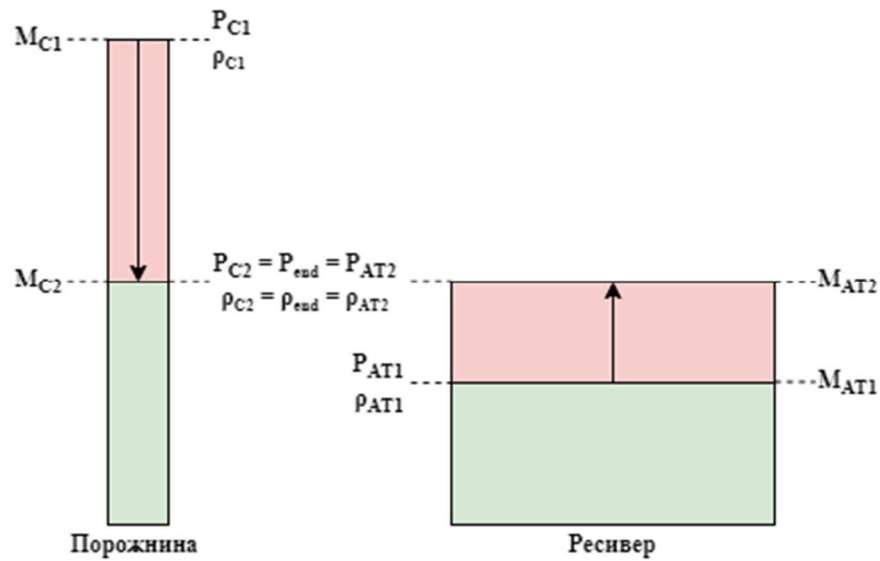 M_C1
P_C1
ρ_C1
M_C2
P_C2 = P_end = P_AT2
ρ_C2 = ρ_end = ρ_AT2
M_AT2
P_AT1
ρ_AT1
M_AT1
Порожнина
Ресивер